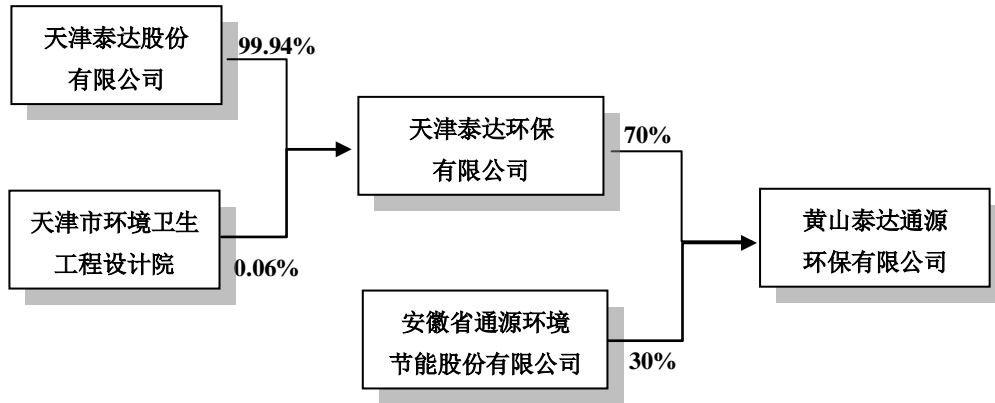 天津泰达股份
有限公司
99.94%
天津市环境卫生
工程设计院
0.06%
天津泰达环保
有限公司
70%
安徽省通源环境
节能股份有限公司
30%
黄山泰达通源
环保有限公司